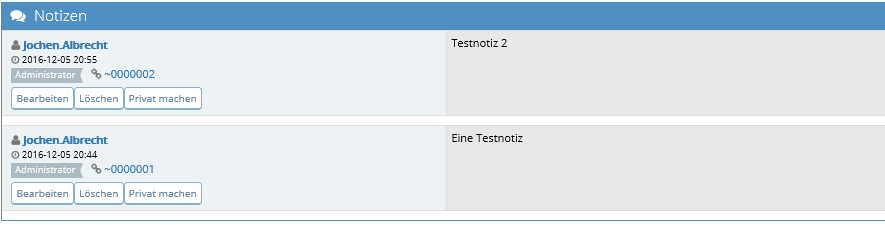 Notizen
Jochen.Albrecht
Testnotiz 2
2016-12-05 20:55
Administrator ~0000002
Bearbeiten Löschen Privat machen
Jochen.Albrecht
Eine Testnotiz
2016-12-05 20:44
Administrator ~0000001
Bearbeiten Löschen Privat machen